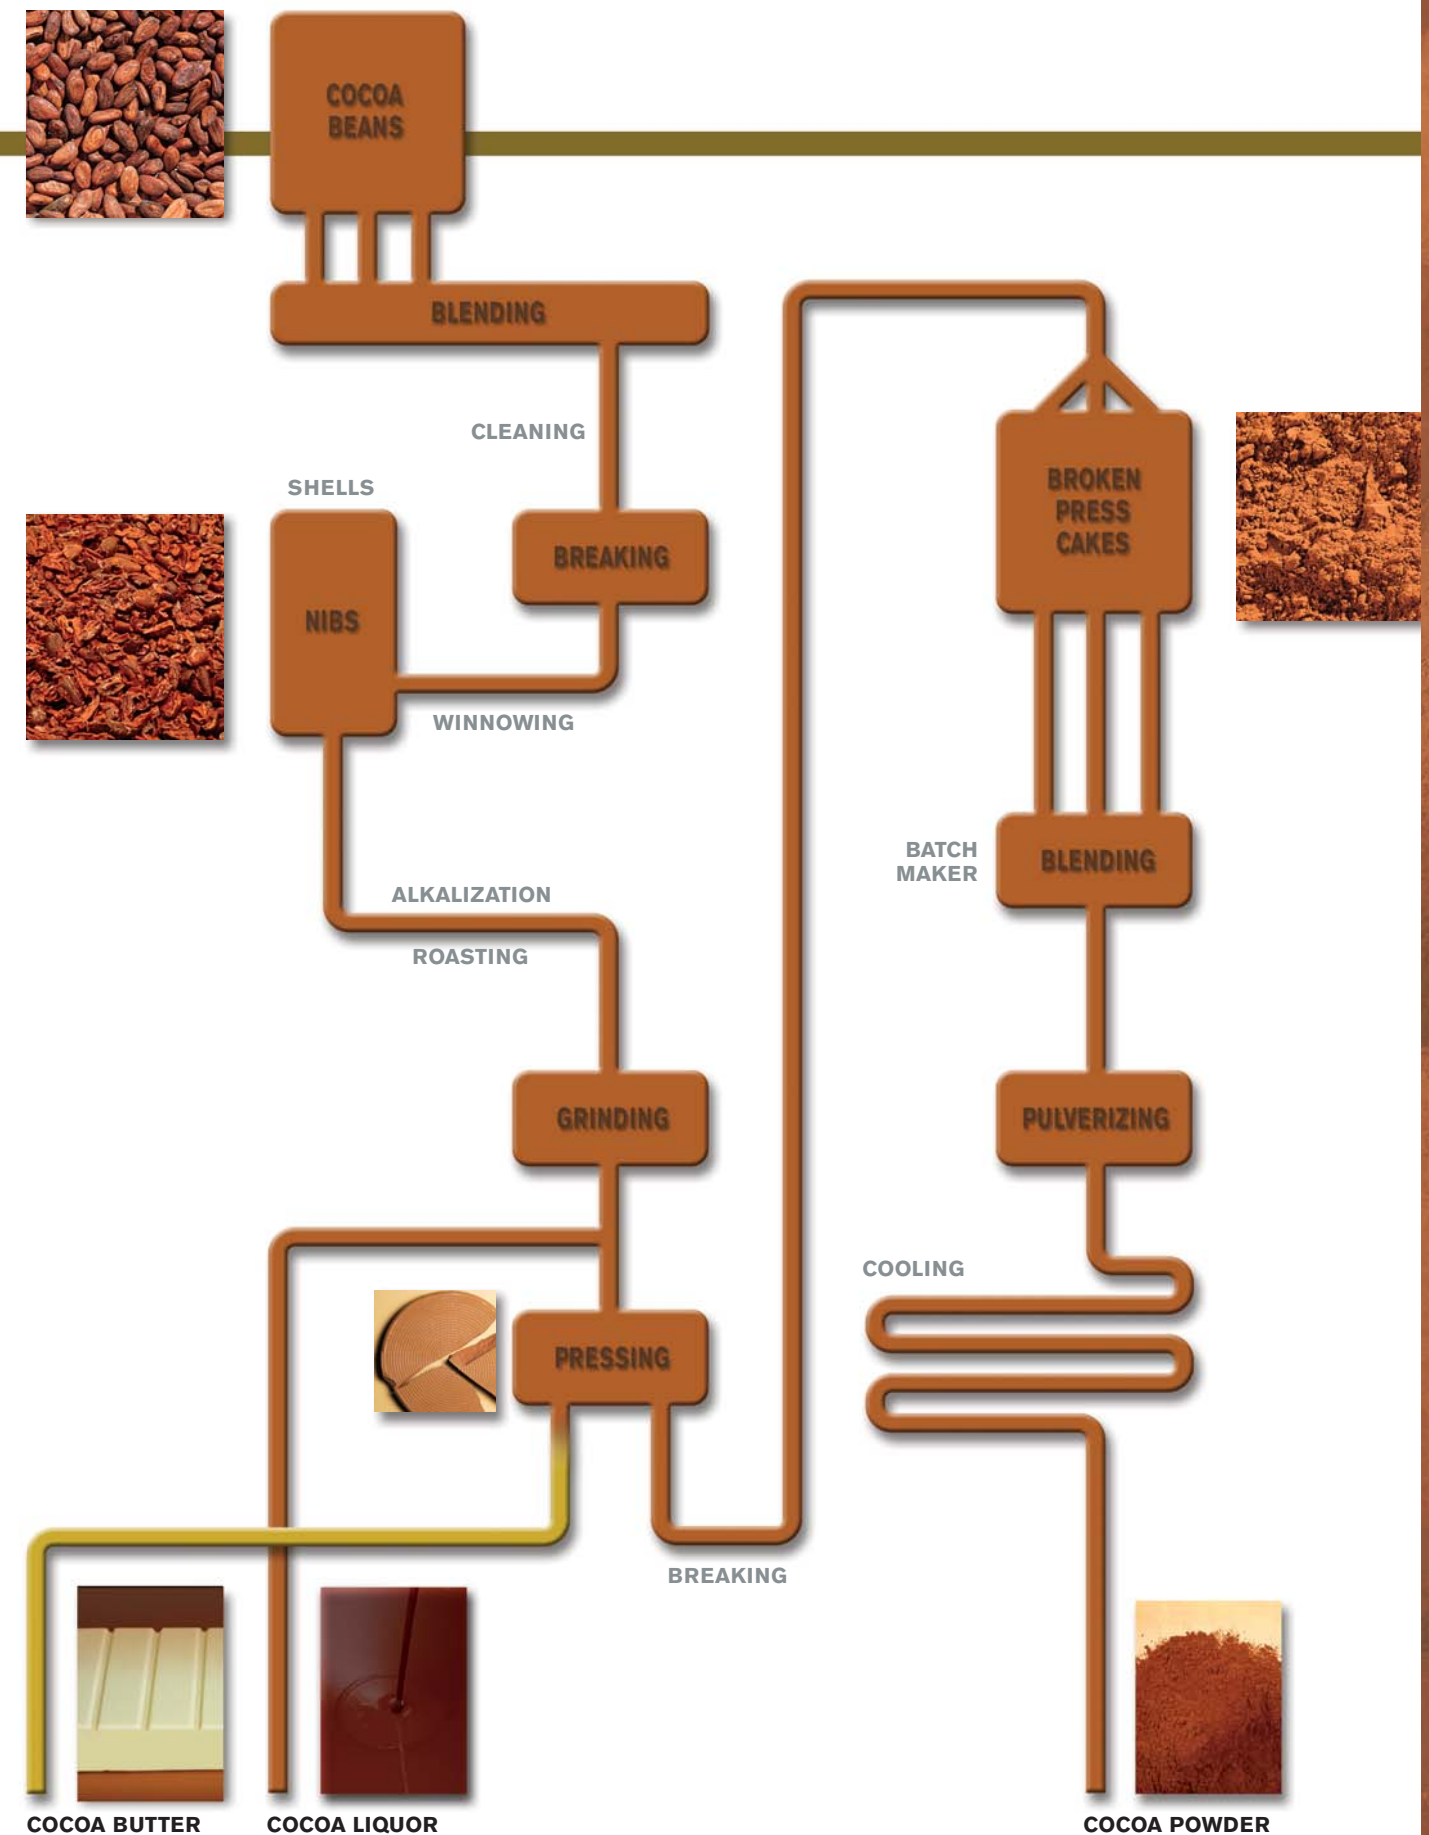 COCOA
BEANS
BLENDING
CLEANING
SHELLS
BREAKING
NIBS
WINNOWING
ALKALIZATION
ROASTING
GRINDING
PRESSING
BREAKING
BROKEN
PRESS
CAKES
BATCH
MAKER
BLENDING
PULVERIZING
COOLING
COCOA BUTTER
COCOA LIQUOR
COCOA POWDER